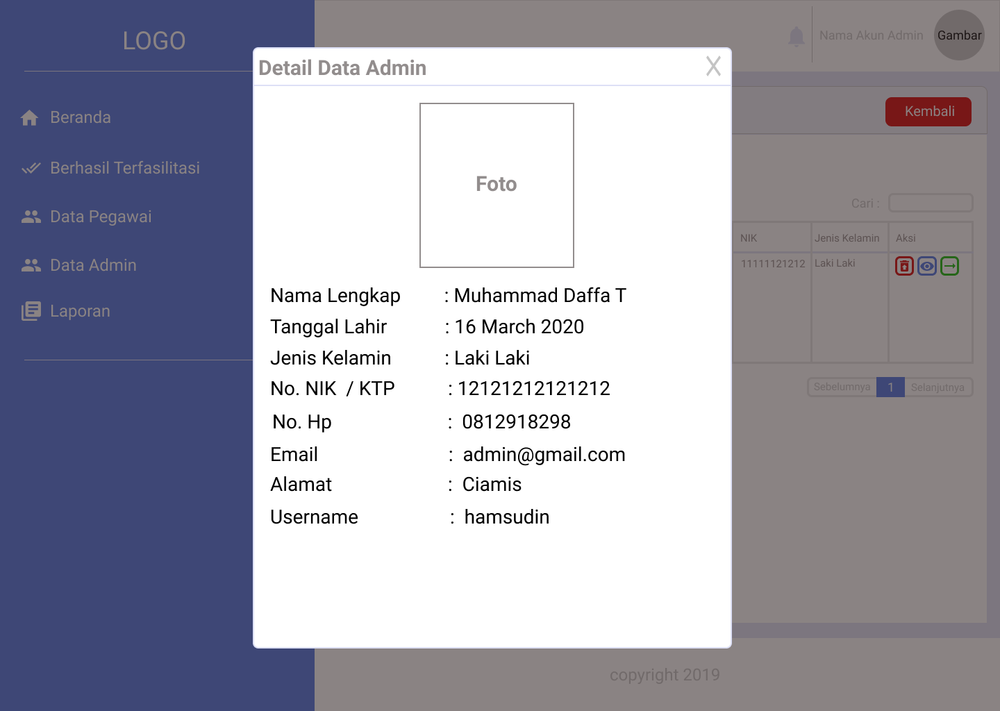 LOGO
Nama Akun Admin
Gambar
Detail Data Admin
X
Kembali
Beranda
Berhasil Terfasilitasi
Data Pegawai
Data Admin
Laporan
Foto
Cari :
NIK
Jenis Kelamin
Aksi
11111121212
Laki Laki
Nama Lengkap : Muhammad Daffa T
Tanggal Lahir : 16 March 2020
Jenis Kelamin : Laki Laki
No. NIK / KTP : 12121212121212
No. Hp : 0812918298
Email : admin@gmail.com
Alamat : Ciamis
Username : hamsudin
Sebelumnya 1 Selanjutnya
copyright 2019